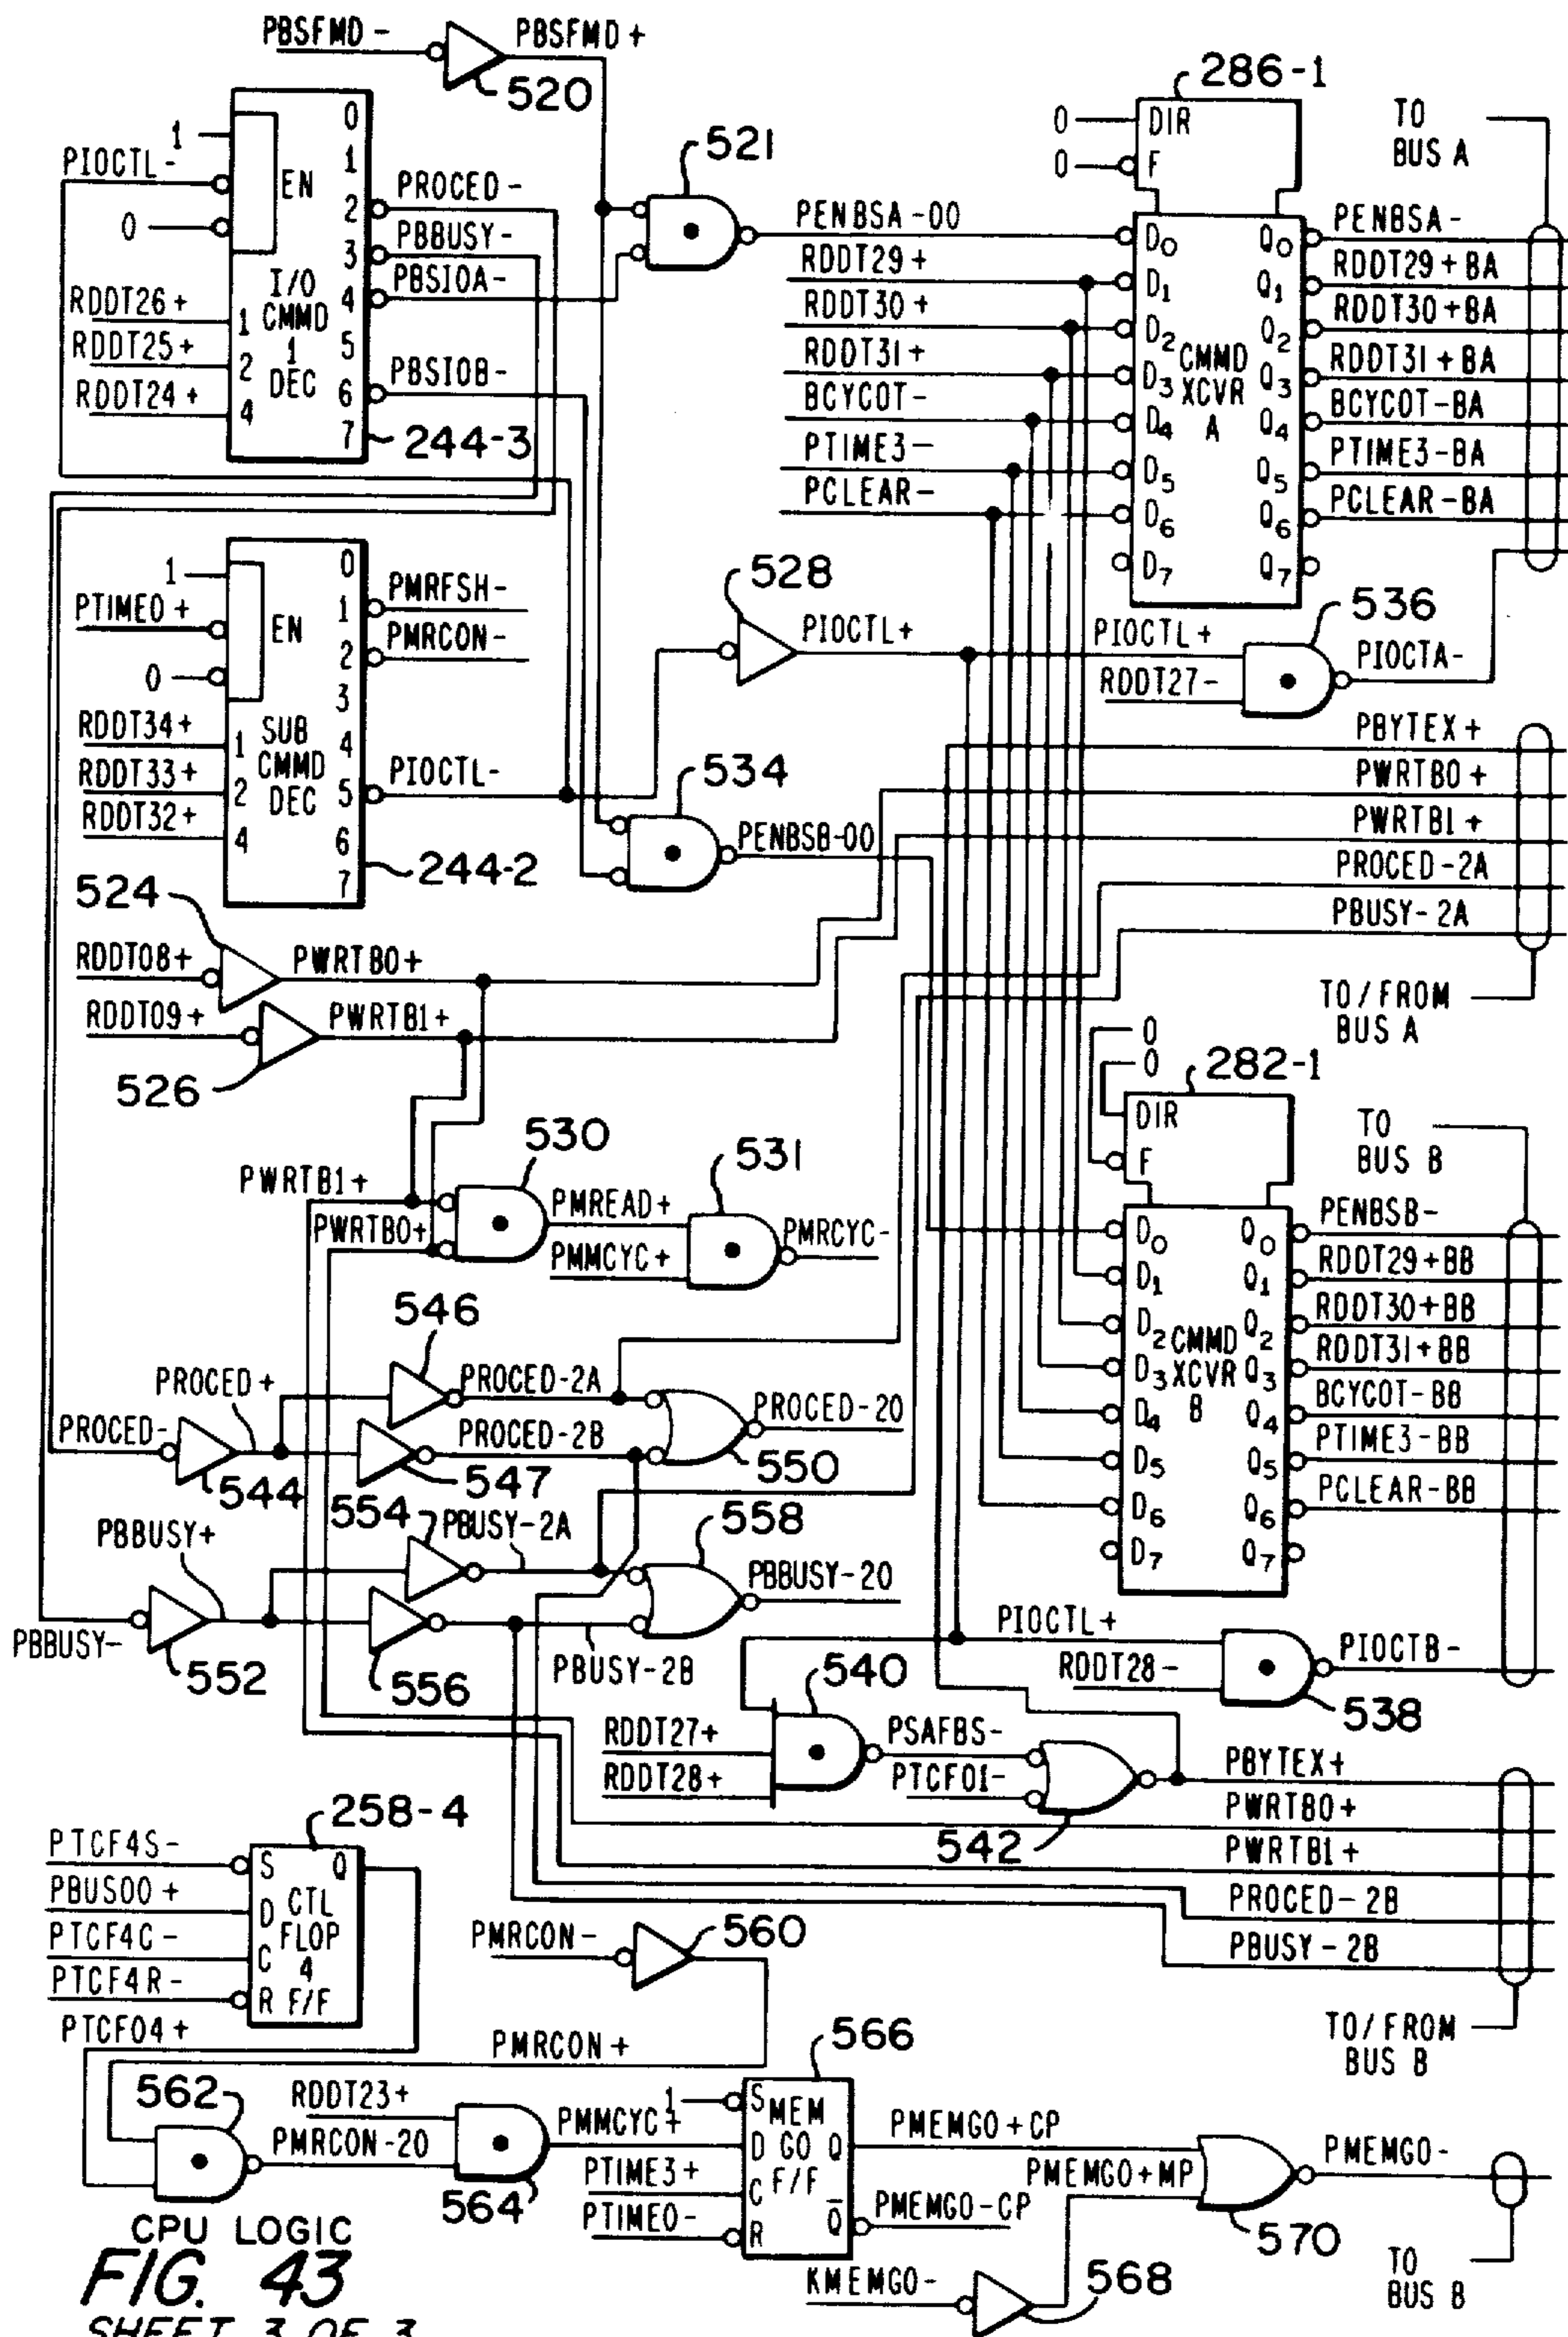 PBSFMD -
PBSFMD +
520
286-1
TO
BUS A
1
PIOCTL -
0
EN
0
1
2
3
4
5
6
7
I/O
CMMD
1
DEC
RDDT26 +
RDDT25 +
RDDT24 +
1
2
4
244-3
PROCED -
PBBUSY -
PBSIOA -
PBSIOB -
521
0
0
DIR
F
PENBSA-00
RDDT29 +
RDDT30 +
RDDT31 +
BCYCOT -
PTIME3 -
PCLEAR -
D0 Q0
D1 Q1
D2 Q2
D3 Q3
D4 Q4
D5 Q5
D6 Q6
D7 Q7
CMMD
XCVR
A
PENBSA -
RDDT29 + BA
RDDT30 + BA
RDDT31 + BA
BCYCOT - BA
PTIME3 - BA
PCLEAR - BA
1
PTIME0 +
0
EN
0
1
2
3
4
5
6
7
SUB
CMMD
DEC
RDDT34 +
RDDT33 +
RDDT32 +
1
2
4
244-2
PMRFSH -
PMRCON -
PIOCTL -
528
PIOCTL +
PIOCTL +
RDDT27 -
536
PIOCTA -
534
PENBSB-00
PBYTEX +
PWRTB0 +
PWRTB1 +
PROCED - 2A
PBUSY - 2A
TO / FROM
BUS A
524
RDDT08 +
PWRTB0 +
RDDT09 +
PWRTB1 +
526
0
0
282-1
DIR
F
TO
BUS B
530
531
PWRTB1 +
PWRTB0 +
PMREAD +
PMMCYC +
PMRCYC -
D0 Q0
D1 Q1
D2 Q2
D3 Q3
D4 Q4
D5 Q5
D6 Q6
D7 Q7
CMMD
XCVR
B
PENBSB -
RDDT29 + BB
RDDT30 + BB
RDDT31 + BB
BCYCOT - BB
PTIME3 - BB
PCLEAR - BB
546
PROCED +
PROCED - 2A
PROCED -
PROCED - 2B
PROCED - 20
544
547
550
554
PBUSY - 2A
558
PBBUSY +
PBBUSY - 20
PBBUSY -
552
556
PBUSY - 2B
PIOCTL +
RDDT28 -
PIOCTB -
538
540
RDDT27 +
RDDT28 +
PSAFBS -
PTCF01 -
542
PBYTEX +
PWRTB0 +
PWRTB1 +
PROCED - 2B
PBUSY - 2B
TO / FROM
BUS B
258-4
PTCF4S -
PBUS00 +
PTCF4C -
PTCF4R -
S Q
D CTL
FLOP
C 4
R F/F
PTCF04 +
PMRCON -
560
PMRCON +
562
RDDT23 +
PMRCON - 20
564
PMMCYC +
PTIME3 +
PTIME0 -
566
1
S MEM
D GO Q
C F/F
R Q
PMEMGO + CP
PMEMGO - CP
PMEMGO + MP
KMEMGO -
568
570
PMEMGO -
TO
BUS B
CPU LOGIC
FIG. 43
SHEET 3 OF 3